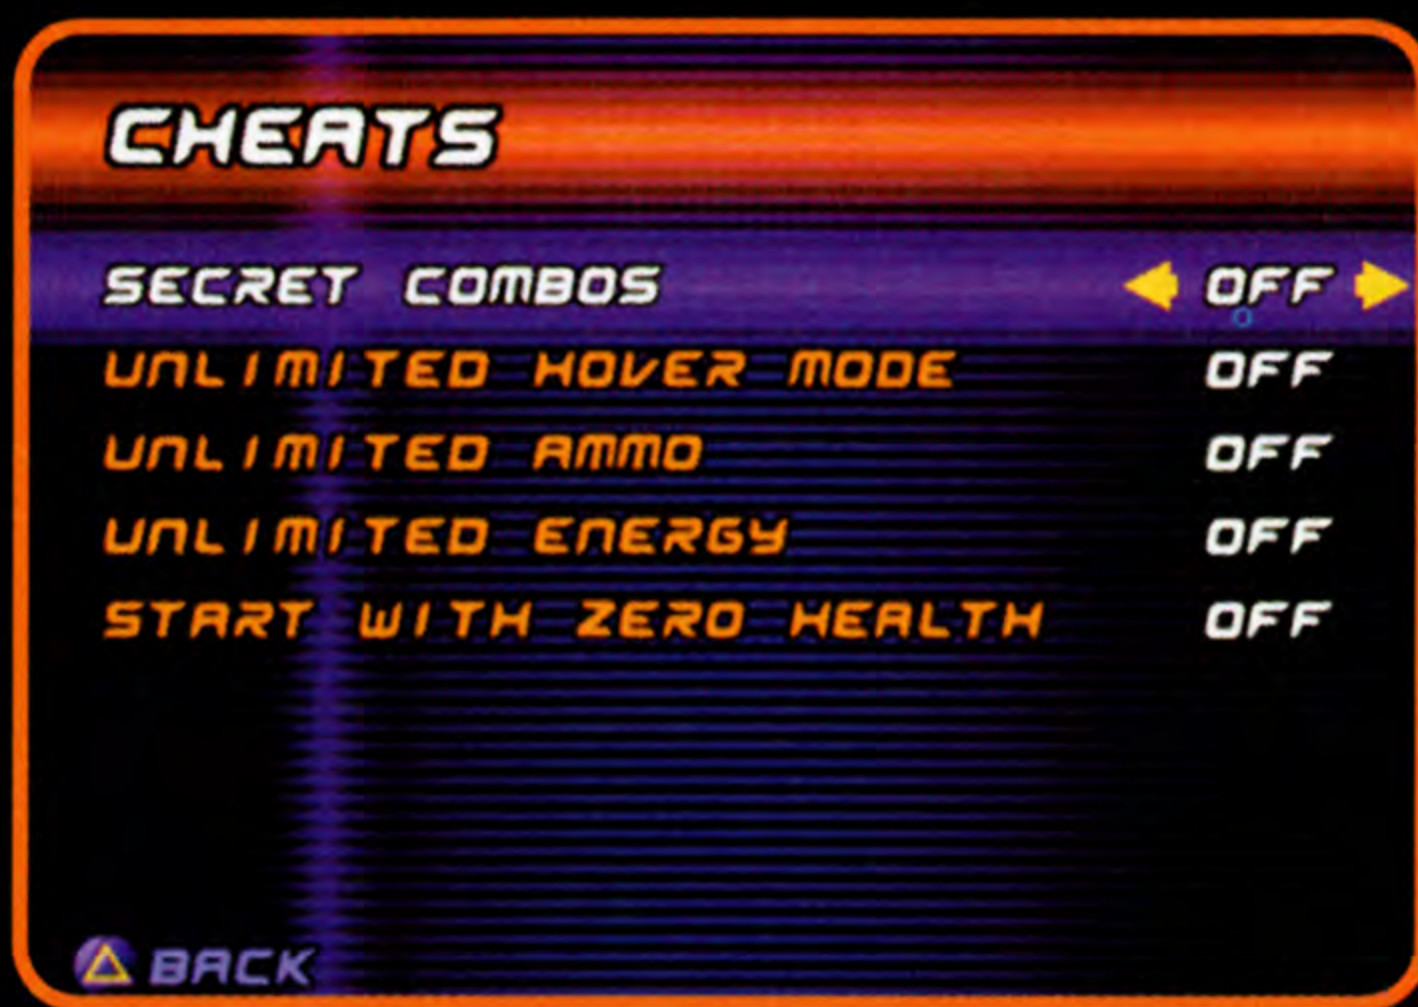 CHEATS
SECRET COMBOS OFF
UNLIMITED HOVER MODE OFF
UNLIMITED AMMO OFF
UNLIMITED ENERGY OFF
START WITH ZERO HEALTH OFF
BACK